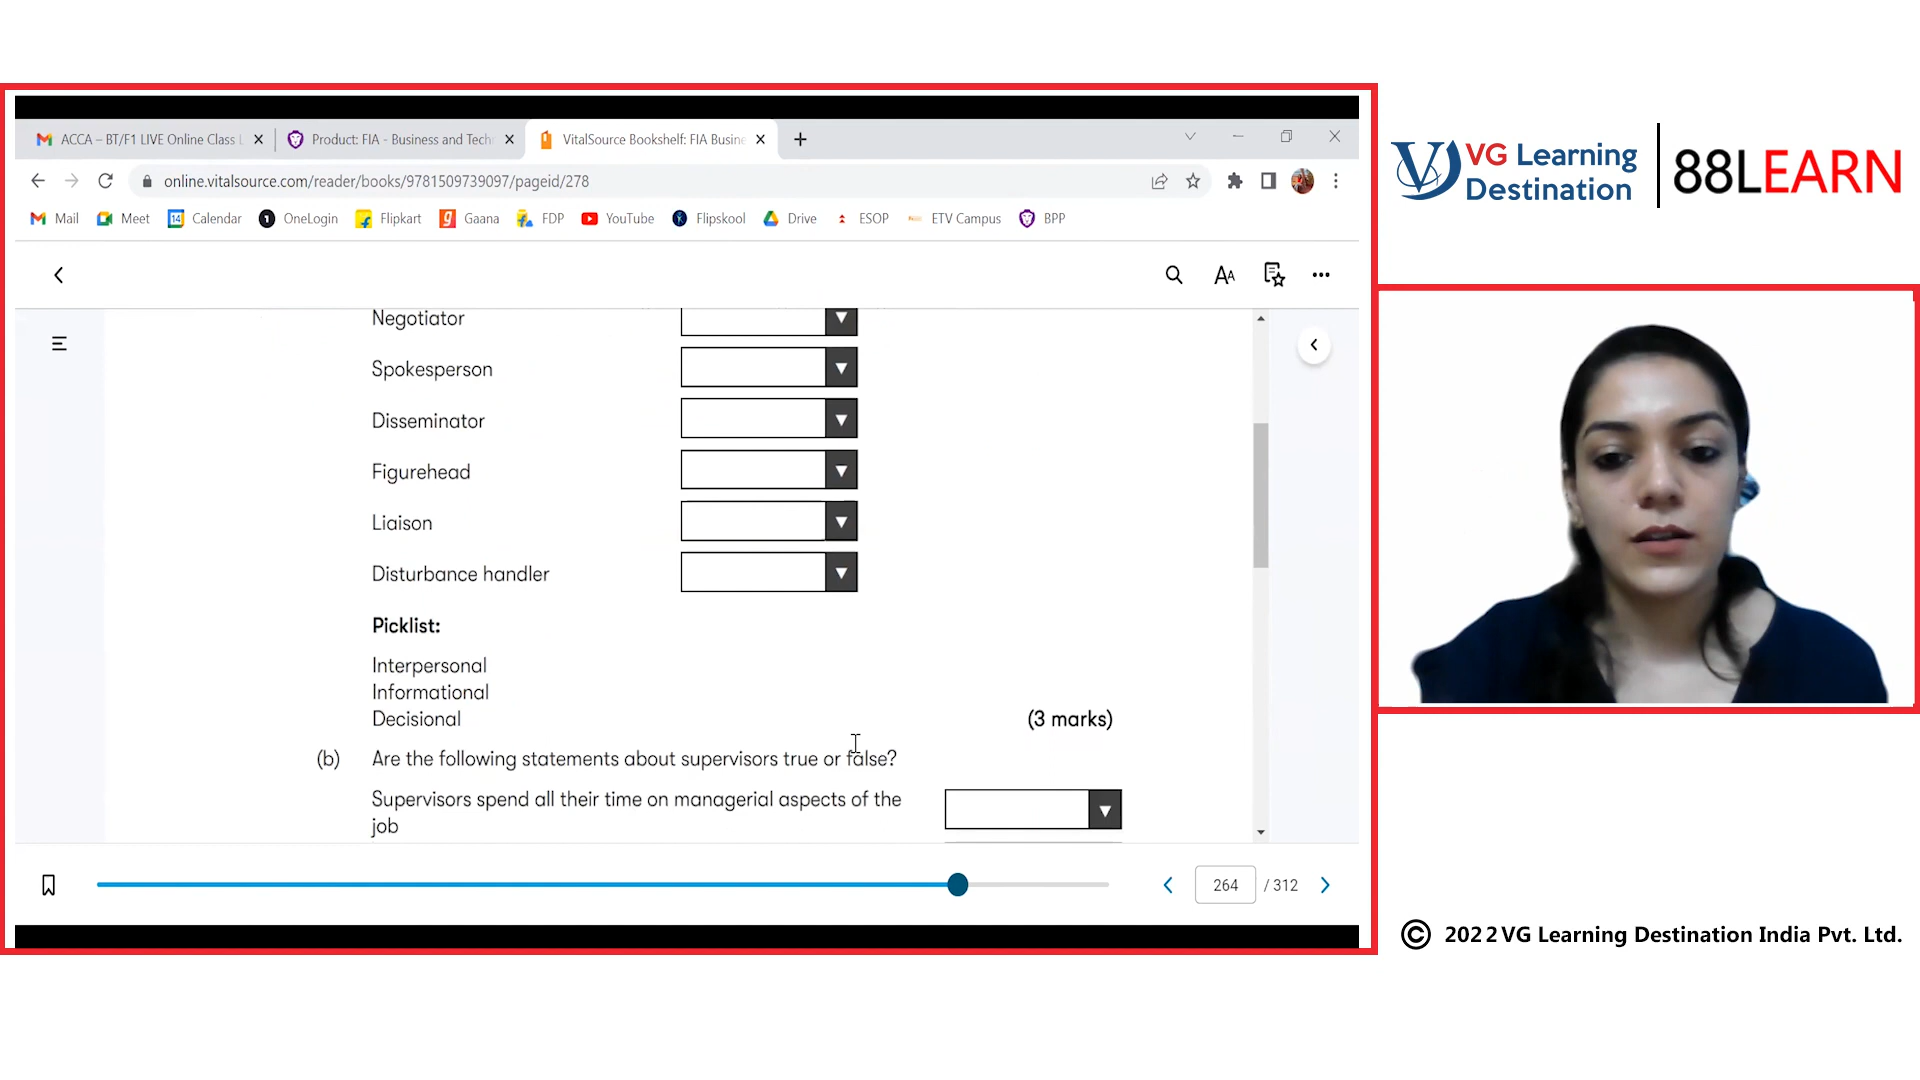 ACCA – BT/F1 LIVE Online Class
Product: FIA - Business and Tech
VitalSource Bookshelf: FIA Busine
online.vitalsource.com/reader/books/9781509739097/pageid/278
Mail
Meet
14
Calendar
1
OneLogin
Flipkart
Gaana
FDP
YouTube
Flipskool
Drive
ESOP
ETV Campus
BPP
AA
Negotiator
Spokesperson
Disseminator
Figurehead
Liaison
Disturbance handler
Picklist:
Interpersonal
Informational
Decisional (3 marks)
(b) Are the following statements about supervisors true or false?
Supervisors spend all their time on managerial aspects of the
job
264 / 312
VG Learning
Destination
88LEARN
© 2022 VG Learning Destination India Pvt. Ltd.